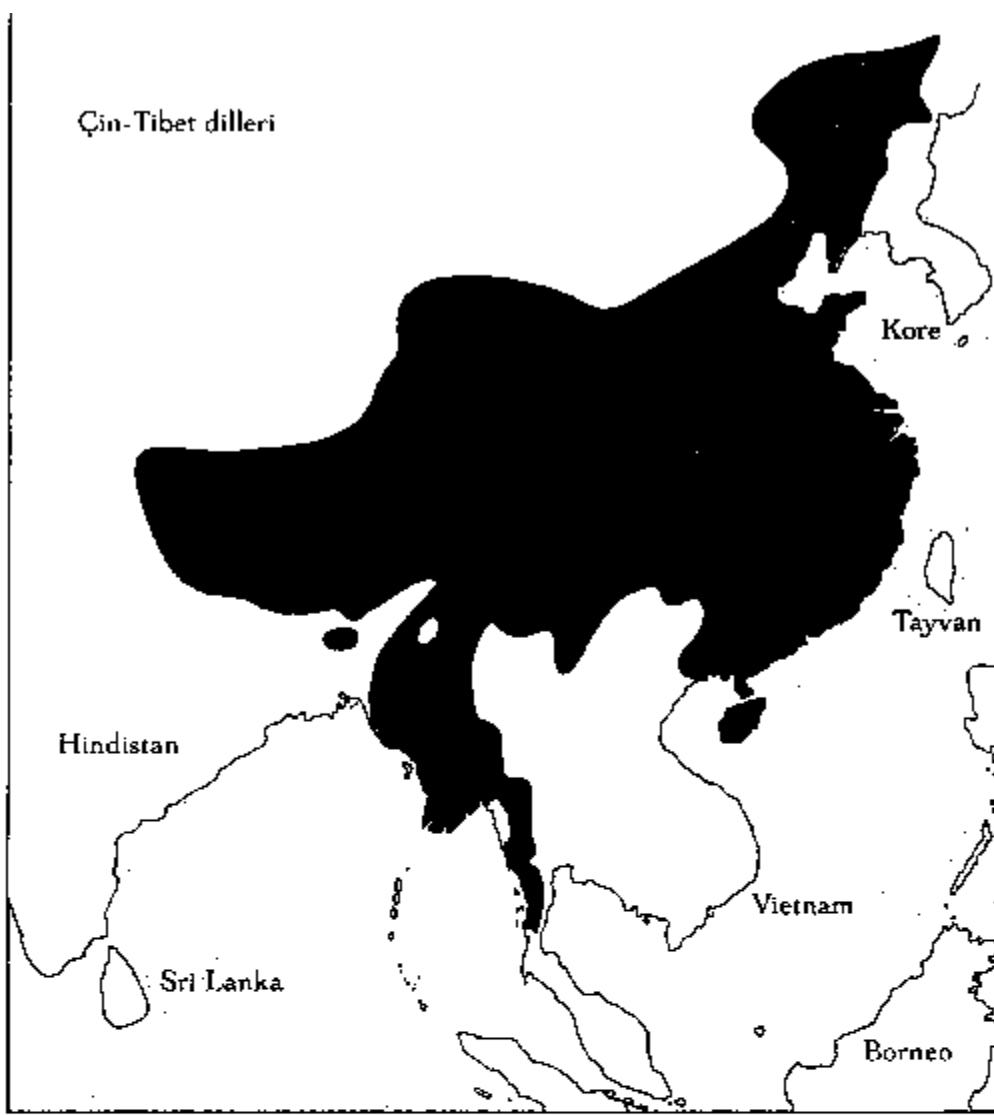 Çin-Tibet dilleri
Kore
Tayvan
Hindistan
Vietnam
Sri Lanka
Borneo